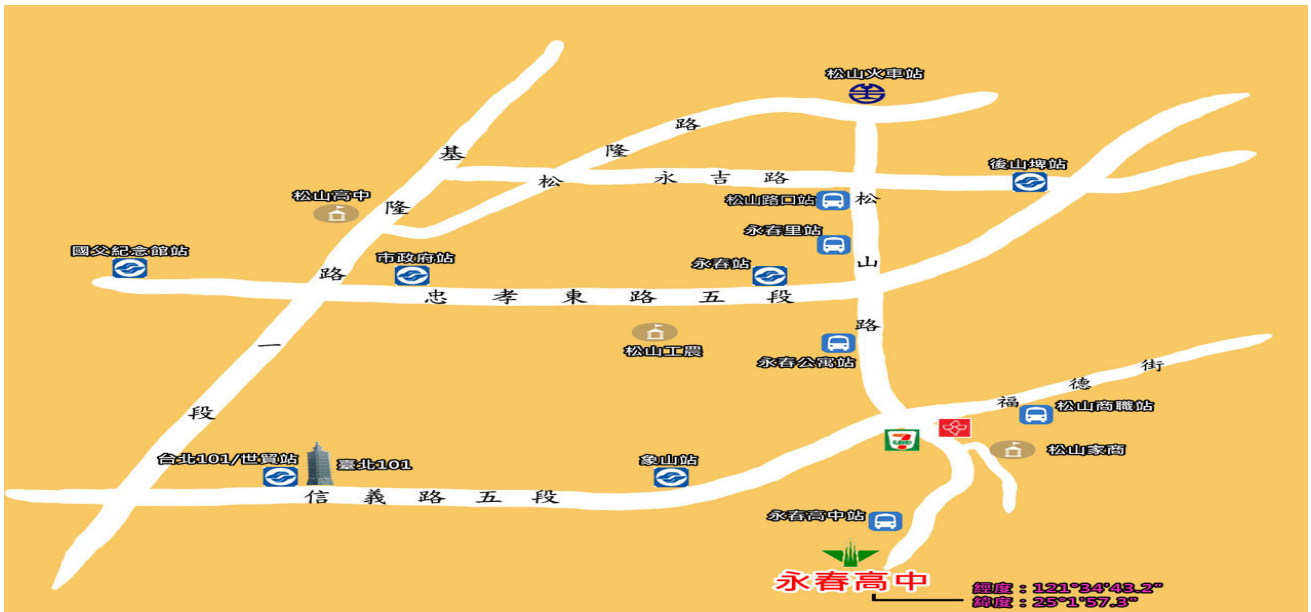 松山火車站
基隆路一段
松隆路
永吉路
後山埤站
松山高中
松山路口站
松山路
永春里站
國父紀念館站
市政府站
永春站
忠孝東路五段
松山工農
永春公寓站
福德街
松山商職站
7
ELEVEn
松山家商
台北101/世貿站
臺北101
象山站
信義路五段
永春高中站
永春高中
經度：121°34'43.2"
緯度：25°1'57.3"